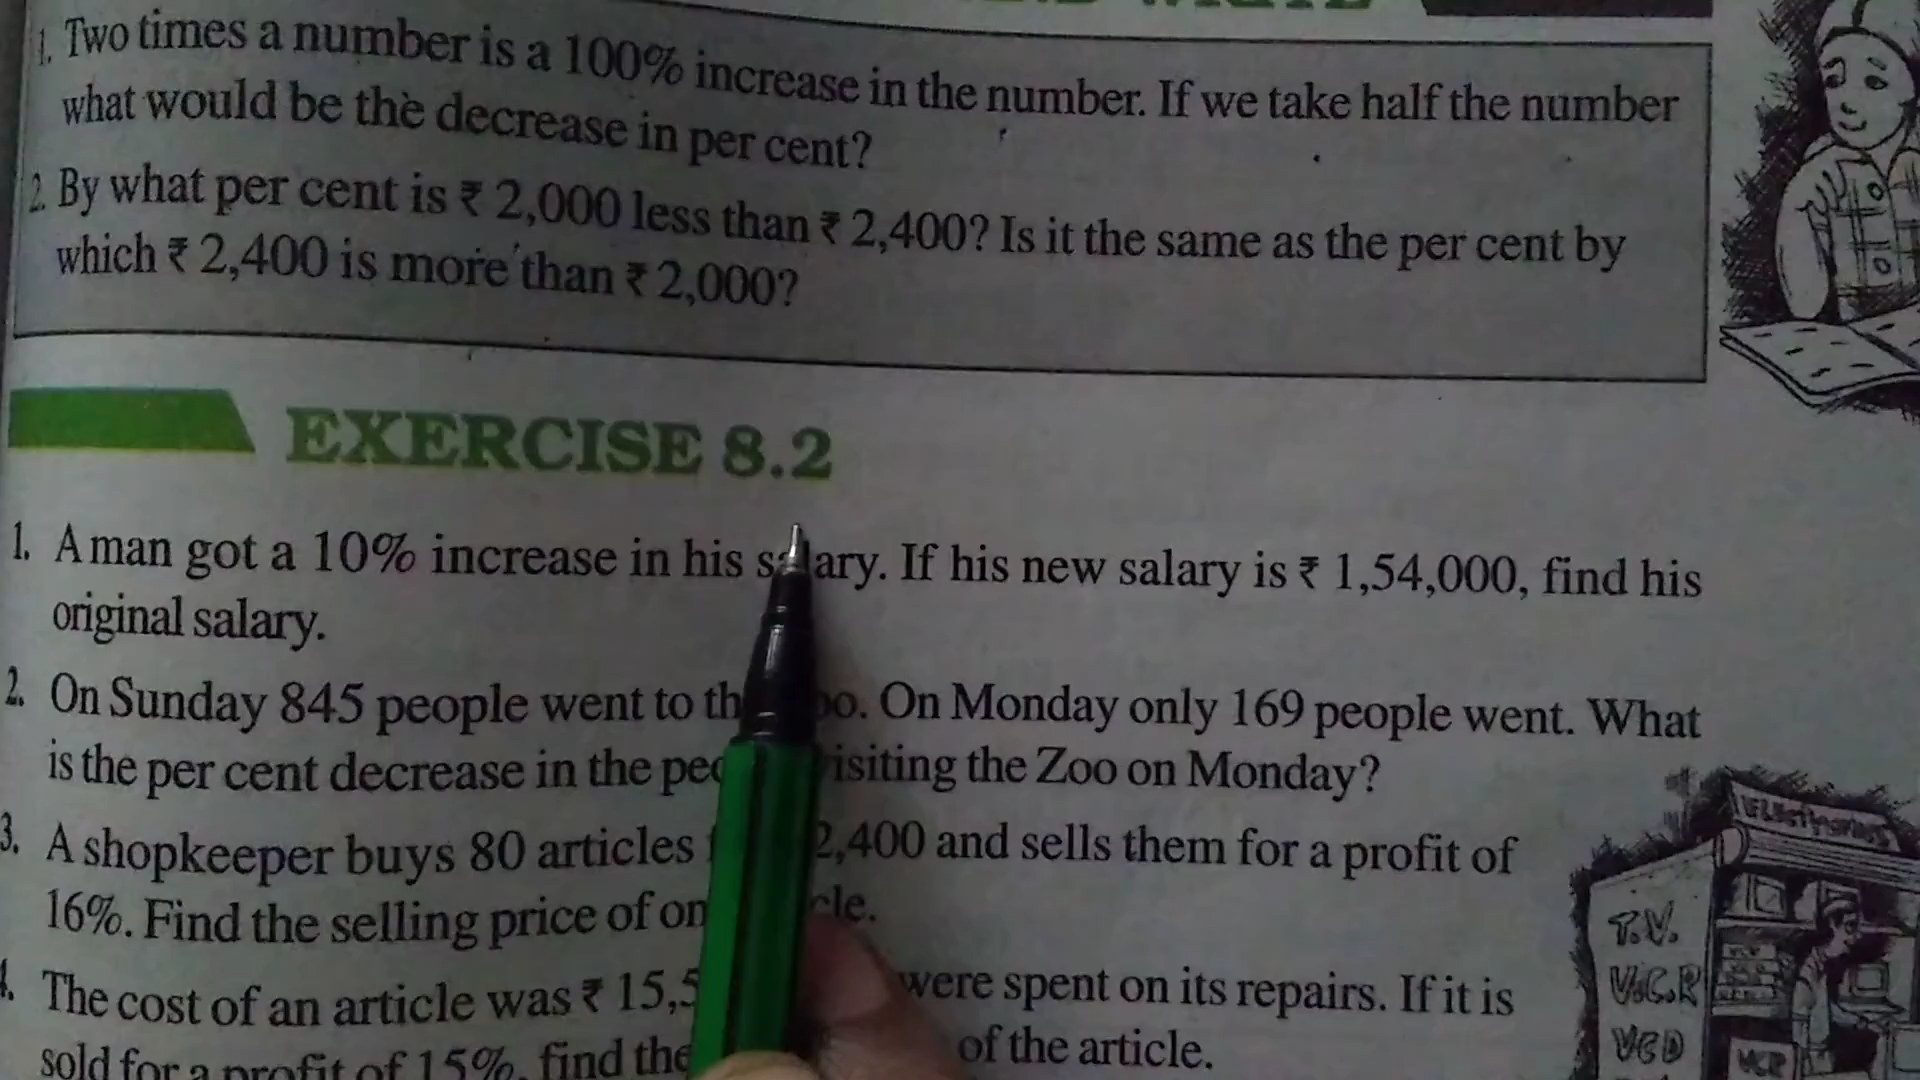 1. Two times a number is a 100% increase in the number. If we take half the number
what would be the decrease in per cent?
2. By what per cent is ₹ 2,000 less than ₹ 2,400? Is it the same as the per cent by
which ₹ 2,400 is more than ₹ 2,000?
EXERCISE 8.2
1. A man got a 10% increase in his salary. If his new salary is ₹ 1,54,000, find his
original salary.
2. On Sunday 845 people went to the Zoo. On Monday only 169 people went. What
is the per cent decrease in the people visiting the Zoo on Monday?
3. A shopkeeper buys 80 articles 2,400 and sells them for a profit of
16%. Find the selling price of
4. The cost of an article was ₹ were spent on its repairs. If it is
sold for a profit of 15%, find the of the article.
T.V.
V.C.R
VCD
VCR